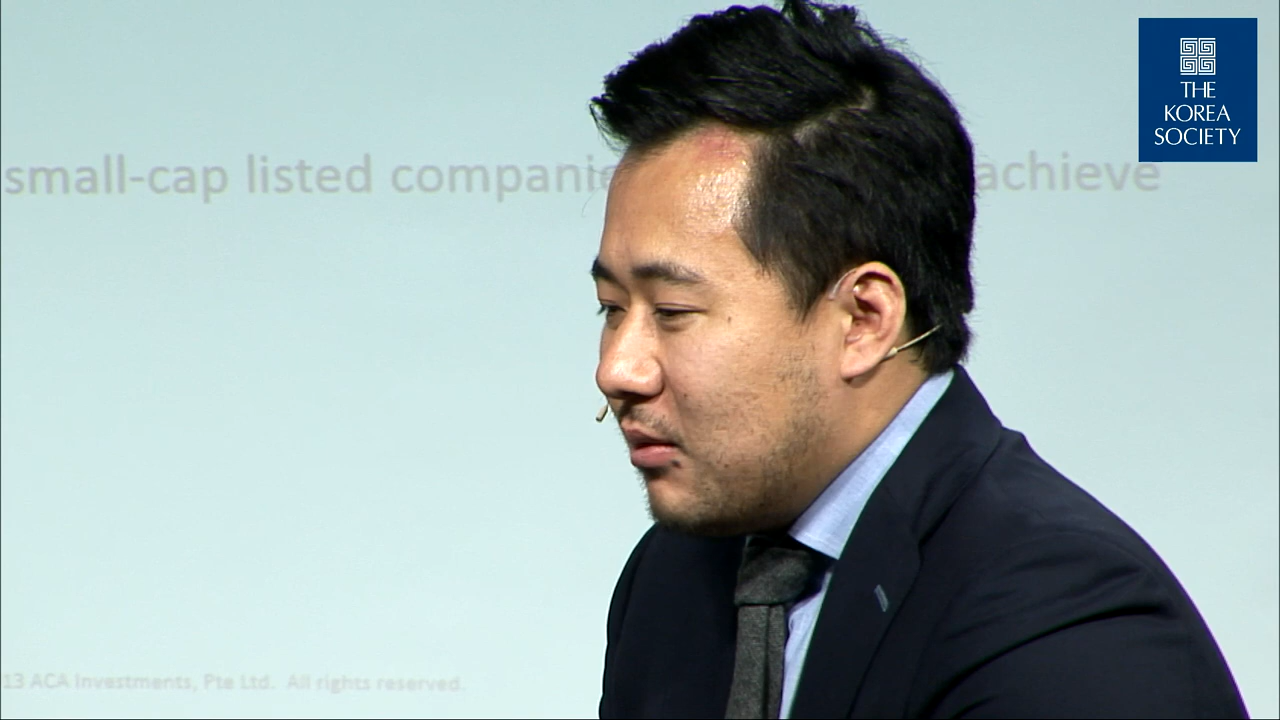 THE
KOREA
SOCIETY
small-cap listed companie achieve
13 ACA Investments, Pte Ltd. All rights reserved.